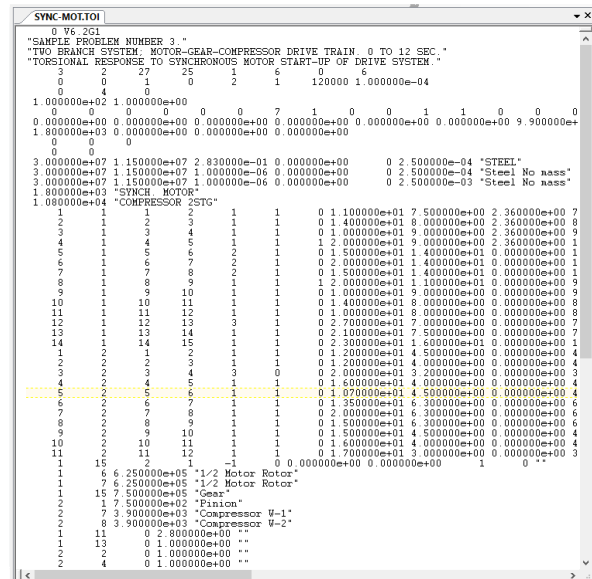 SYNC-MOT.TOI
0 V6.2G1
"SAMPLE PROBLEM NUMBER 3."
"TWO BRANCH SYSTEM; MOTOR-GEAR-COMPRESSOR DRIVE TRAIN. 0 TO 12 SEC."
"TORSIONAL RESPONSE TO SYNCHRONOUS MOTOR START-UP OF DRIVE SYSTEM."
3 2 27 25 1 6 0 6
0 0 1 0 2 1 120000 1.000000e-04
0 4 0
1.000000e+02 1.000000e+00
0 0 0 0 0 7 1 0 0 1 1 0 0 0
0.000000e+00 0.000000e+00 0.000000e+00 0.000000e+00 0.000000e+00 0.000000e+00 9.900000e+
1.800000e+03 0.000000e+00 0.000000e+00 0.000000e+00
0 0 0
0 0
3.000000e+07 1.150000e+07 2.830000e-01 0.000000e+00 0 2.500000e-04 "STEEL"
3.000000e+07 1.150000e+07 1.000000e-06 0.000000e+00 0 2.500000e-04 "Steel No mass"
3.000000e+07 1.150000e+07 1.000000e-06 0.000000e+00 0 2.500000e-03 "Steel No mass"
1.800000e+03 "SYNCH. MOTOR"
1.080000e+04 "COMPRESSOR 2STG"
1 1 1 2 1 1 0 1.100000e+01 7.500000e+00 2.360000e+00 7
2 1 2 3 1 1 0 1.400000e+01 8.000000e+00 2.360000e+00 8
3 1 3 4 1 1 0 1.000000e+01 9.000000e+00 2.360000e+00 9
4 1 4 5 1 1 1 2.000000e+01 9.000000e+00 2.360000e+00 1
5 1 5 6 2 1 0 1.500000e+01 1.400000e+01 0.000000e+00 1
6 1 6 7 2 1 0 2.000000e+01 1.400000e+01 0.000000e+00 1
7 1 7 8 2 1 0 1.500000e+01 1.400000e+01 0.000000e+00 1
8 1 8 9 1 1 1 2.000000e+01 1.100000e+01 0.000000e+00 9
9 1 9 10 1 1 0 1.000000e+01 9.000000e+00 0.000000e+00 9
10 1 10 11 1 1 0 1.400000e+01 8.000000e+00 0.000000e+00 8
11 1 11 12 1 1 0 1.000000e+01 8.000000e+00 0.000000e+00 8
12 1 12 13 3 1 0 2.700000e+01 7.000000e+00 0.000000e+00 7
13 1 13 14 1 1 0 2.100000e+01 7.500000e+00 0.000000e+00 7
14 1 14 15 1 1 0 2.300000e+01 1.600000e+01 0.000000e+00 1
1 2 1 2 1 1 0 1.200000e+01 4.500000e+00 0.000000e+00 4
2 2 2 3 1 1 0 1.200000e+01 4.000000e+00 0.000000e+00 4
3 2 3 4 3 0 0 2.000000e+01 3.200000e+00 0.000000e+00 3
4 2 4 5 1 1 0 1.600000e+01 4.000000e+00 0.000000e+00 4
5 2 5 6 1 1 0 1.070000e+01 4.500000e+00 0.000000e+00 4
6 2 6 7 1 1 0 1.350000e+01 6.300000e+00 0.000000e+00 6
7 2 7 8 1 1 0 2.000000e+01 6.300000e+00 0.000000e+00 6
8 2 8 9 1 1 0 1.500000e+01 6.300000e+00 0.000000e+00 6
9 2 9 10 1 1 0 1.500000e+01 4.500000e+00 0.000000e+00 4
10 2 10 11 1 1 0 1.600000e+01 4.000000e+00 0.000000e+00 4
11 2 11 12 1 1 0 1.700000e+01 3.000000e+00 0.000000e+00 3
1 15 2 1 -1 0 0.000000e+00 0.000000e+00 1 0 ""
1 6 6.250000e+05 "1/2 Motor Rotor"
1 7 6.250000e+05 "1/2 Motor Rotor"
1 15 7.500000e+05 "Gear"
2 1 7.500000e+02 "Pinion"
2 7 3.900000e+03 "Compressor W-1"
2 8 3.900000e+03 "Compressor W-2"
1 11 0 2.800000e+00 ""
1 13 0 1.000000e+00 ""
2 2 0 1.000000e+00 ""
2 4 0 1.000000e+00 ""